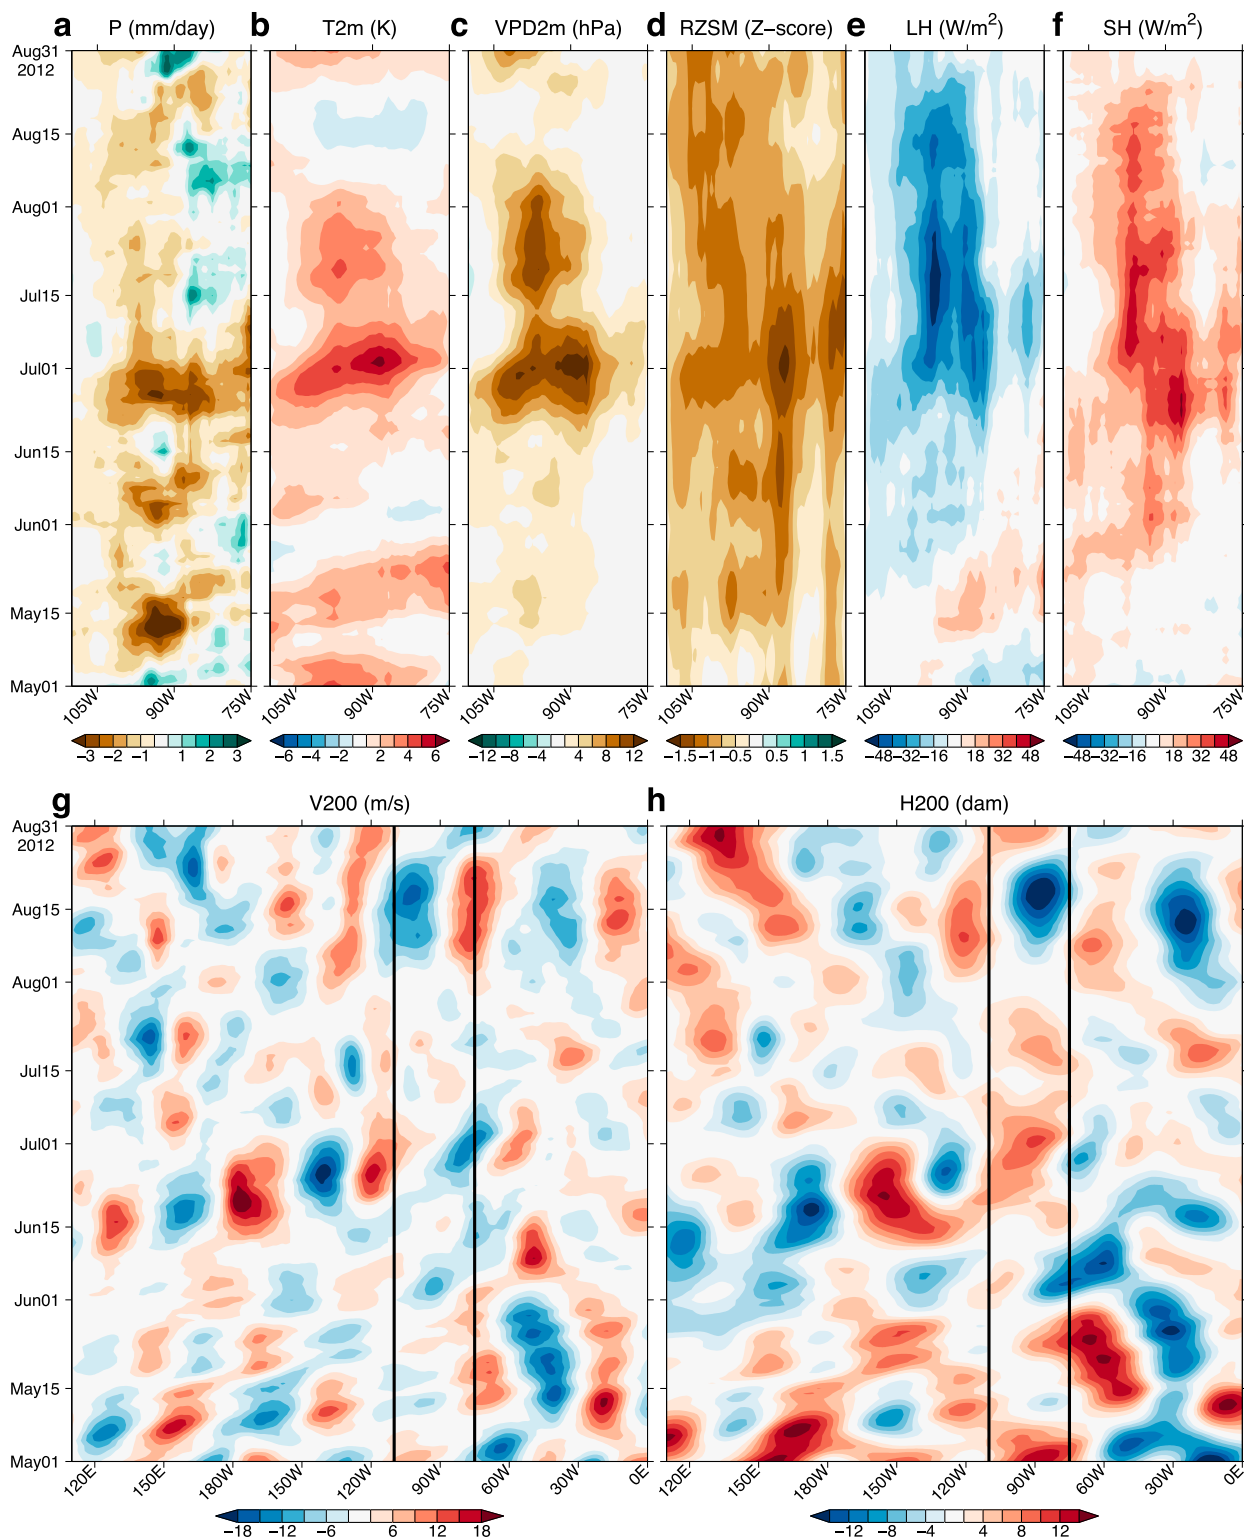 a P (mm/day) b T2m (K) c VPD2m (hPa) d RZSM (Z−score) e LH (W/m²) f SH (W/m²)
Aug31
2012
Aug15
Aug01
Jul15
Jul01
Jun15
Jun01
May15
May01
105W 90W 75W 105W 90W 75W 105W 90W 75W 105W 90W 75W 105W 90W 75W 105W 90W 75W
−3 −2 −1 1 2 3 −6 −4 −2 2 4 6 −12 −8 −4 4 8 12 −1.5 −1 −0.5 0.5 1 1.5 −48 −32 −16 18 32 48 −48 −32 −16 18 32 48
g V200 (m/s) h H200 (dam)
Aug31
2012
Aug15
Aug01
Jul15
Jul01
Jun15
Jun01
May15
May01
120E 150E 180W 150W 120W 90W 60W 30W 0E 120E 150E 180W 150W 120W 90W 60W 30W 0E
−18 −12 −6 6 12 18 −12 −8 −4 4 8 12